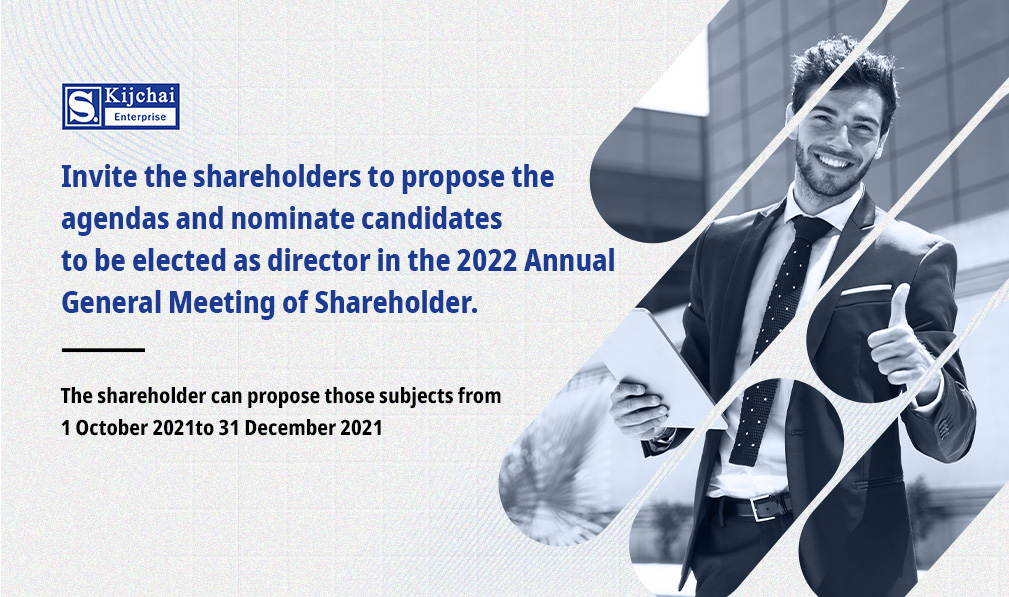 S. Kijchai
Enterprise
Invite the shareholders to propose the
agendas and nominate candidates
to be elected as director in the 2022 Annual
General Meeting of Shareholder.
The shareholder can propose those subjects from
1 October 2021to 31 December 2021